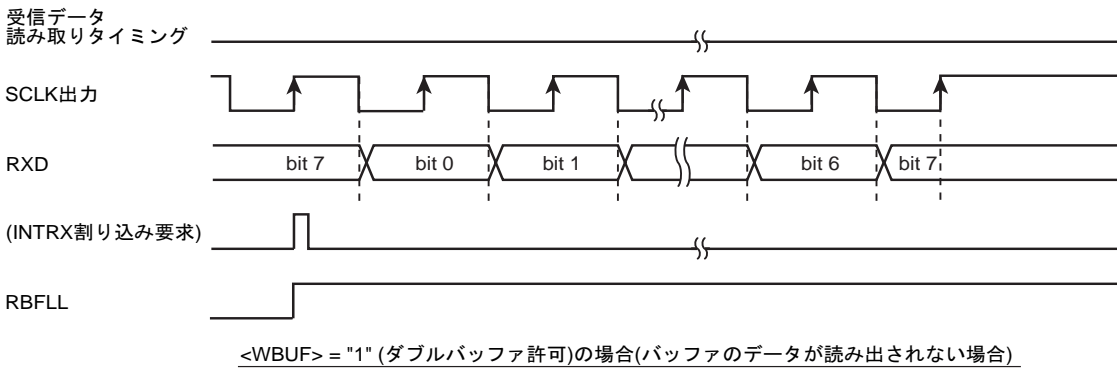 受信データ
読み取りタイミング
SCLK出力
RXD
bit 7 bit 0 bit 1 bit 6 bit 7
(INTRX割り込み要求)
RBFLL
<WBUF> = "1" (ダブルバッファ許可)の場合(バッファのデータが読み出されない場合)